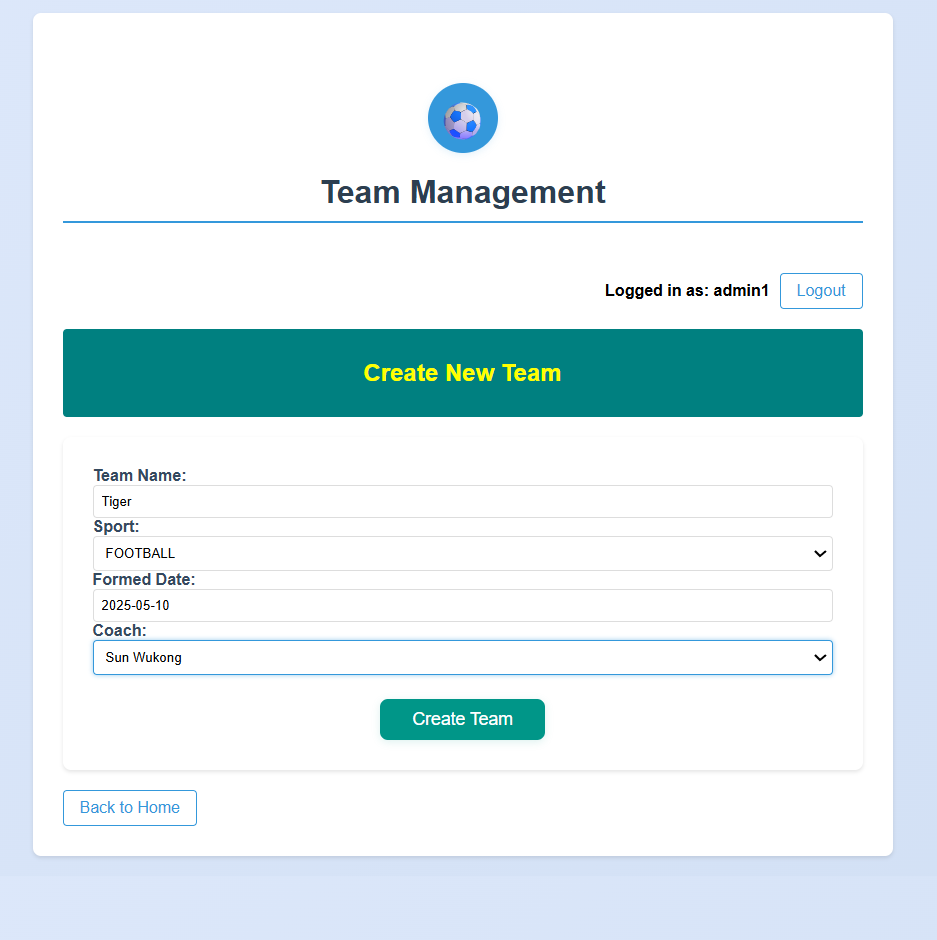 Team Management
Logged in as: admin1 Logout
Create New Team
Team Name:
Tiger
Sport:
FOOTBALL
Formed Date:
2025-05-10
Coach:
Sun Wukong
Create Team
Back to Home